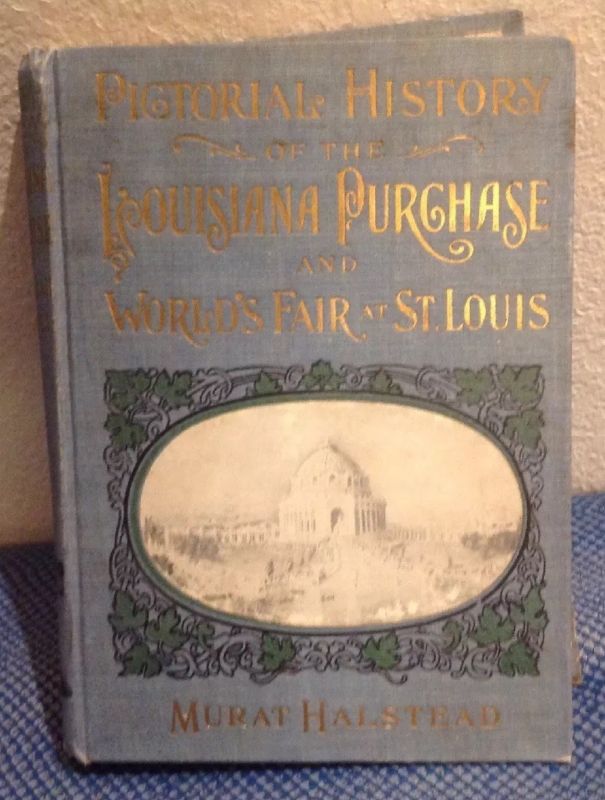 PICTORIAL HISTORY
OF THE
LOUISIANA PURCHASE
AND
WORLD'S FAIR AT ST. LOUIS
MURAT HALSTEAD